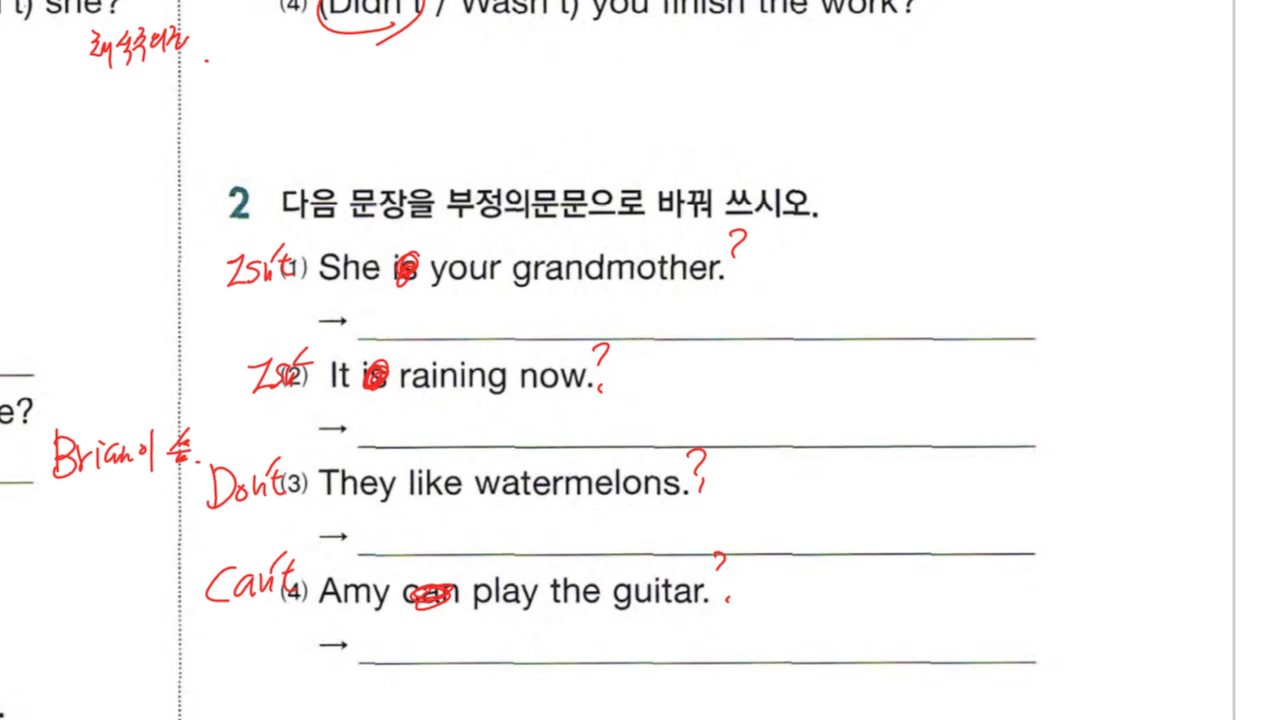 t) she?
(4) (Didn't / Wasn't) you finish the work?
2 다음 문장을 부정의문문으로 바꿔 쓰시오.
Isn't (1) She is your grandmother. ?
→
Isn't (2) It is raining now. ?
→
e?
Brian이
Don't (3) They like watermelons. ?
→
Can't (4) Amy can play the guitar. ?
→